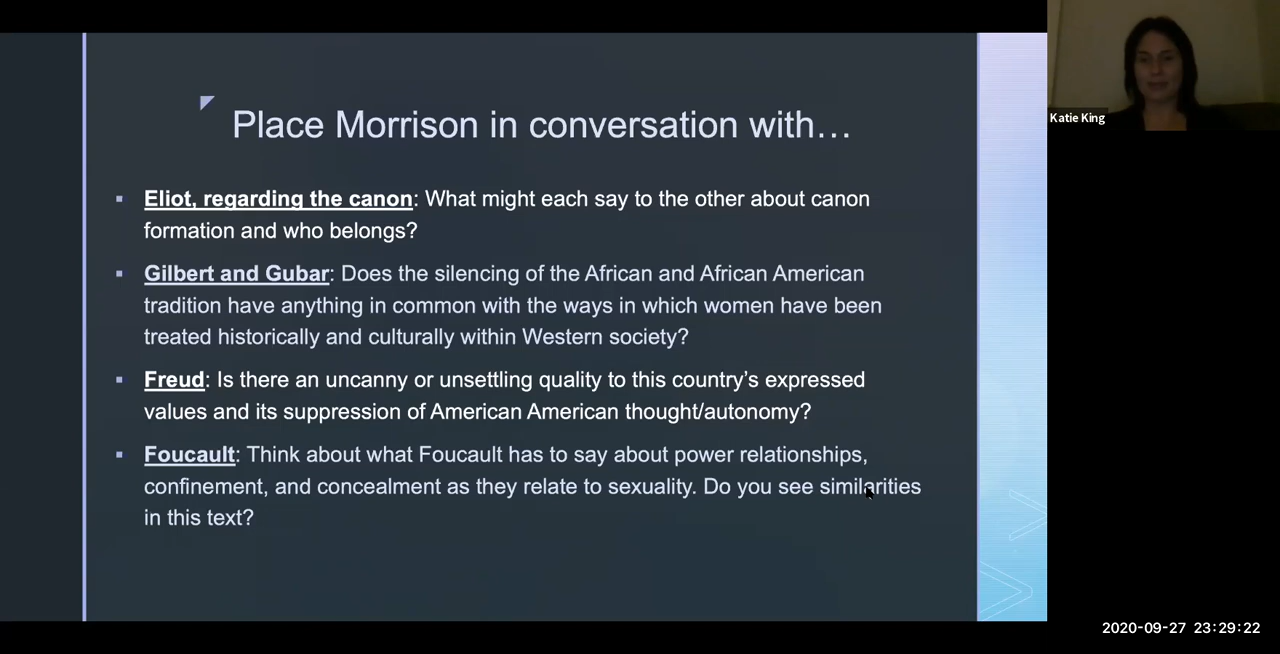 Place Morrison in conversation with…
▪ Eliot, regarding the canon: What might each say to the other about canon
formation and who belongs?
▪ Gilbert and Gubar: Does the silencing of the African and African American
tradition have anything in common with the ways in which women have been
treated historically and culturally within Western society?
▪ Freud: Is there an uncanny or unsettling quality to this country’s expressed
values and its suppression of American American thought/autonomy?
▪ Foucault: Think about what Foucault has to say about power relationships,
confinement, and concealment as they relate to sexuality. Do you see similarities
in this text?
Katie King
2020-09-27 23:29:22